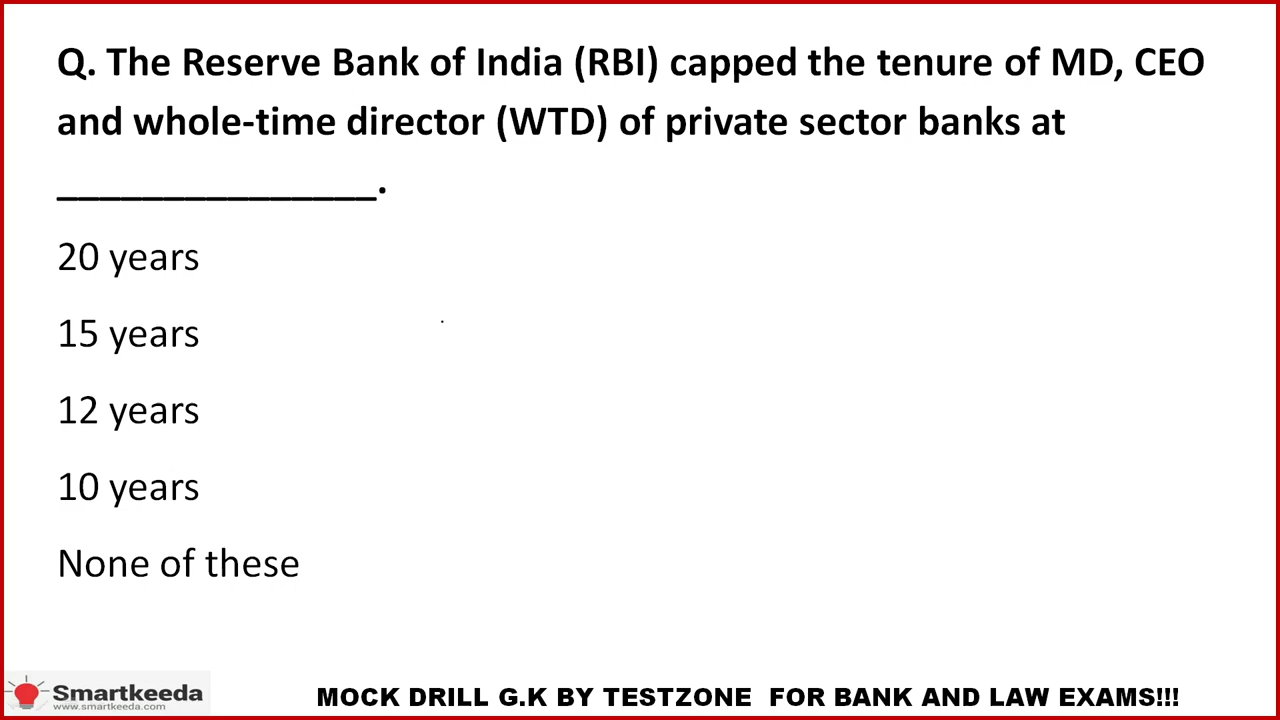 Q. The Reserve Bank of India (RBI) capped the tenure of MD, CEO
and whole-time director (WTD) of private sector banks at
_______________.
20 years
15 years
12 years
10 years
None of these
Smartkeeda
www.smartkeeda.com
MOCK DRILL G.K BY TESTZONE FOR BANK AND LAW EXAMS!!!